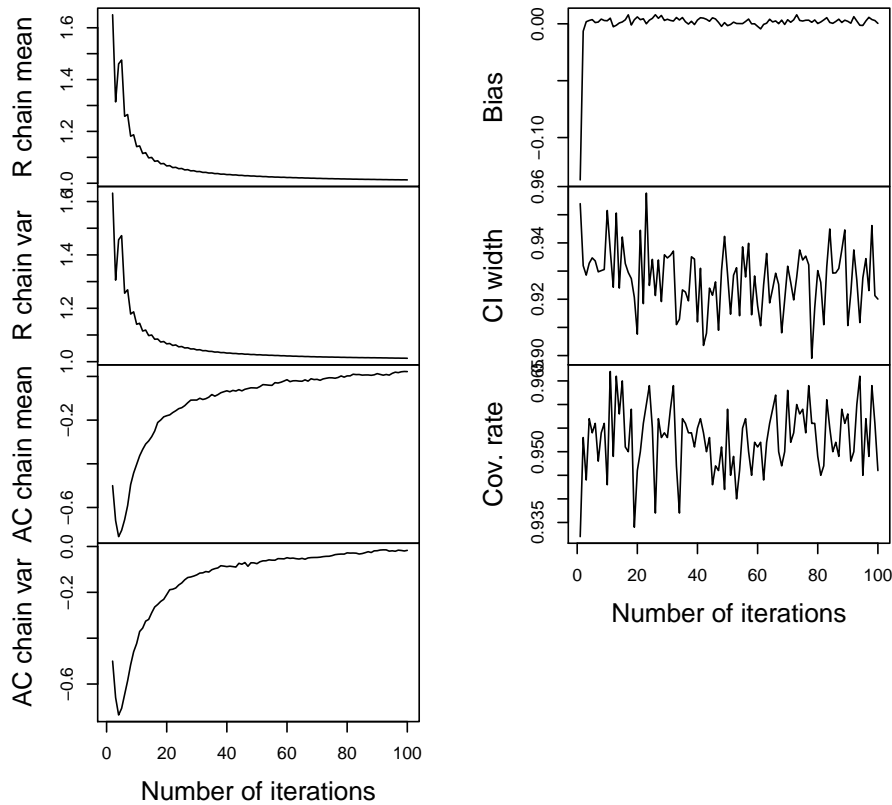 R chain mean
1.0
1.2
1.4
1.6
R chain var
1.0
1.2
1.4
1.6
AC chain mean
−0.6
−0.2
AC chain var
−0.6
−0.2
0.0
0 20 40 60 80 100
Number of iterations
Bias
−0.10
0.00
CI width
0.90
0.92
0.94
0.96
Cov. rate
0.935
0.950
0.965
0 20 40 60 80 100
Number of iterations